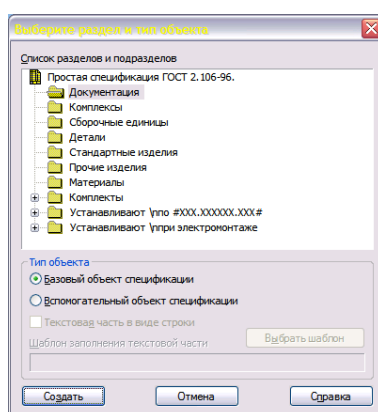 Выберите раздел и тип объекта
Список разделов и подразделов
Простая спецификация ГОСТ 2.106-96.
Документация
Комплексы
Сборочные единицы
Детали
Стандартные изделия
Прочие изделия
Материалы
Комплекты
Устанавливают \nпо #XXX.XXXXXX.XXX#
Устанавливают \nпри электромонтаже
Тип объекта
Базовый объект спецификации
Вспомогательный объект спецификации
Текстовая часть в виде строки
Шаблон заполнения текстовой части
Выбрать шаблон
Создать
Отмена
Справка